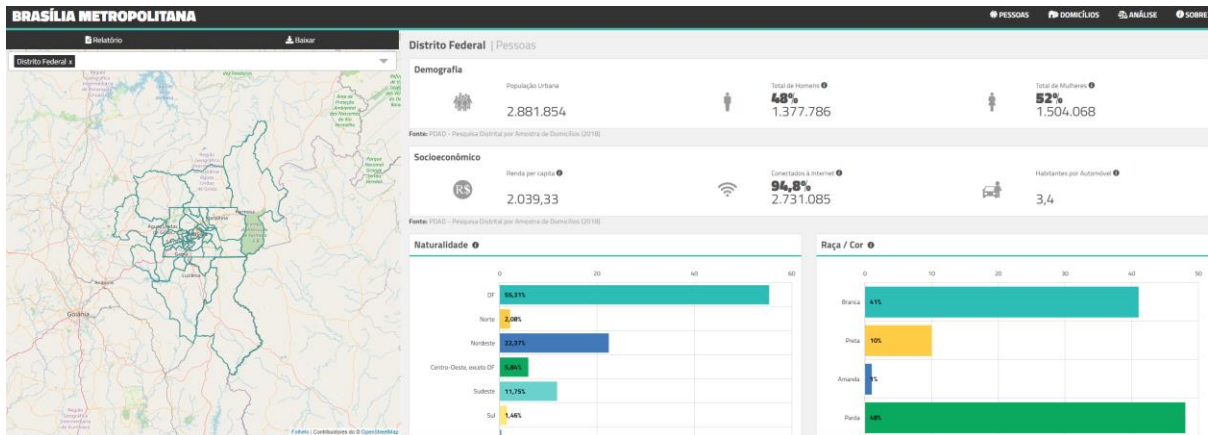 BRASÍLIA METROPOLITANA
PESSOAS DOMICÍLIOS ANÁLISE SOBRE
Relatório Baixar
Distrito Federal x
Distrito Federal | Pessoas
Demografia
População Urbana
2.881.854
Total de Homens
48%
1.377.786
Total de Mulheres
52%
1.504.068
Fonte: PDAD - Pesquisa Distrital por Amostra de Domicílios (2018)
Socioeconômico
Renda per capita
R$
2.039,33
Conectados à Internet
94,8%
2.731.085
Habitantes por Automóvel
3,4
Fonte: PDAD - Pesquisa Distrital por Amostra de Domicílios (2018)
Naturalidade
0 20 40 60
DF 55,31%
Norte 2,08%
Nordeste 22,37%
Centro-Oeste, exceto DF 5,84%
Sudeste 11,75%
Sul 1,46%
Raça / Cor
0 10 20 30 40 50
Branca 41%
Preta 10%
Amarela 1%
Parda 48%
Goiânia
Folheto | Contribuidores do © OpenStreetMap